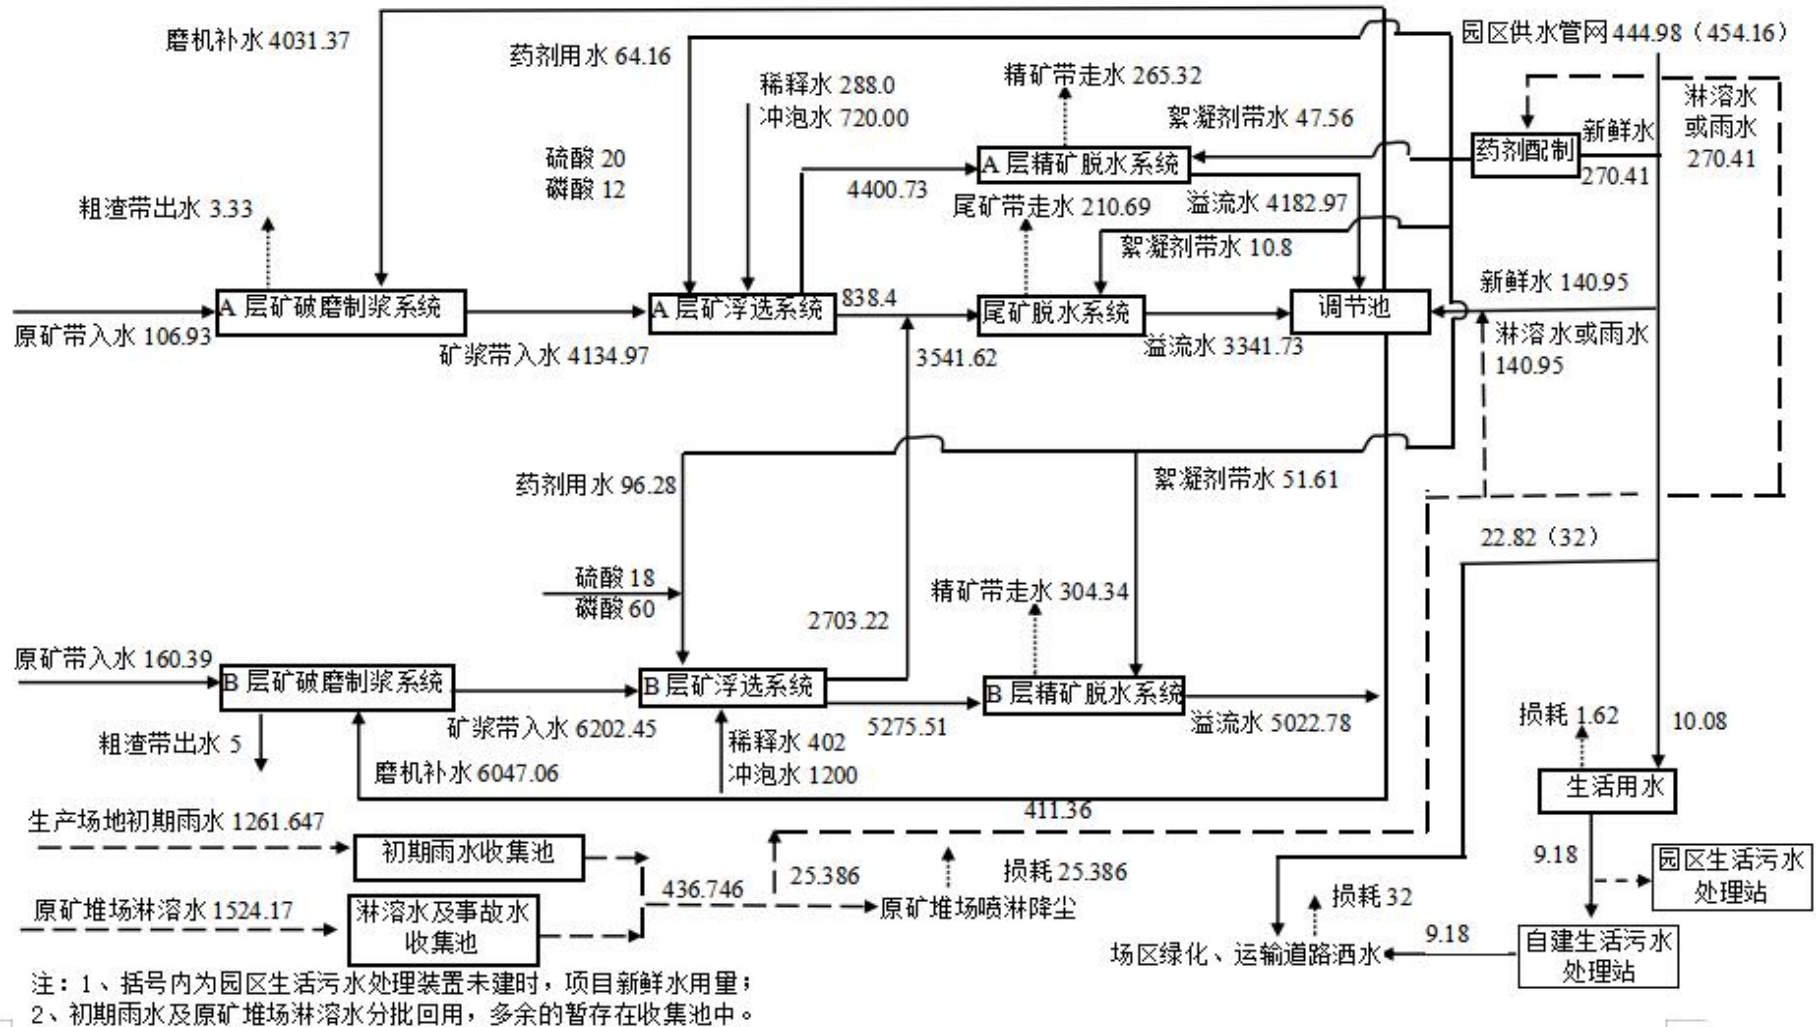 磨机补水 4031.37
药剂用水 64.16
稀释水 288.0
冲泡水 720.00
精矿带走水 265.32
絮凝剂带水 47.56
园区供水管网 444.98（454.16）
淋溶水
或雨水
270.41
药剂配制
新鲜水
270.41
硫酸 20
磷酸 12
A 层精矿脱水系统
4400.73
粗渣带出水 3.33
尾矿带走水 210.69
溢流水 4182.97
絮凝剂带水 10.8
A 层矿破磨制浆系统
A 层矿浮选系统
838.4
尾矿脱水系统
调节池
新鲜水 140.95
原矿带入水 106.93
矿浆带入水 4134.97
3541.62
溢流水 3341.73
淋溶水或雨水
140.95
药剂用水 96.28
絮凝剂带水 51.61
22.82（32）
硫酸 18
磷酸 60
2703.22
精矿带走水 304.34
原矿带入水 160.39
B 层矿破磨制浆系统
B 层矿浮选系统
B 层精矿脱水系统
粗渣带出水 5
矿浆带入水 6202.45
稀释水 402
冲泡水 1200
5275.51
溢流水 5022.78
损耗 1.62
10.08
磨机补水 6047.06
生活用水
411.36
生产场地初期雨水 1261.647
初期雨水收集池
436.746
25.386
损耗 25.386
9.18
园区生活污水
处理站
原矿堆场淋溶水 1524.17
淋溶水及事故水
收集池
原矿堆场喷淋降尘
损耗 32
场区绿化、运输道路洒水
9.18
自建生活污水
处理站
注：1、括号内为园区生活污水处理装置未建时，项目新鲜水用量；
2、初期雨水及原矿堆场淋溶水分批回用，多余的暂存在收集池中。